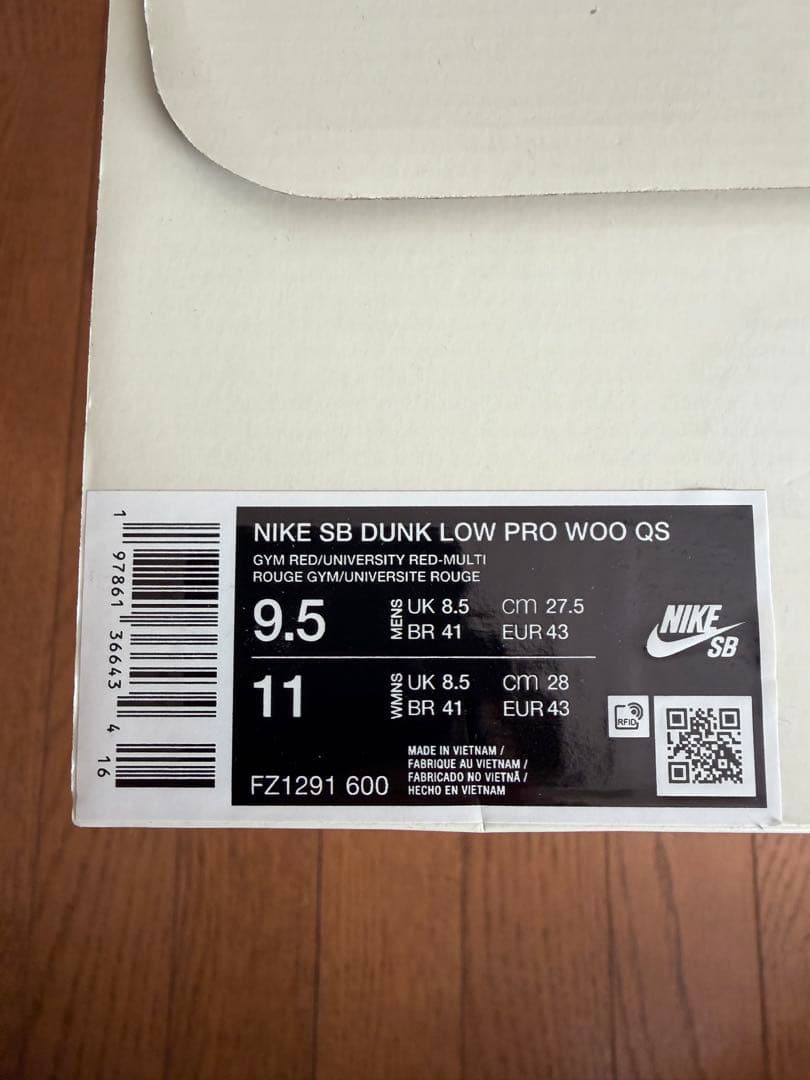 NIKE SB DUNK LOW PRO WOO QS
GYM RED/UNIVERSITY RED-MULTI
ROUGE GYM/UNIVERSITE ROUGE
9.5 MENS UK 8.5 cm 27.5
BR 41 EUR 43
11 WMNS UK 8.5 cm 28
BR 41 EUR 43
NIKE
SB
RFID
MADE IN VIETNAM /
FABRIQUE AU VIETNAM /
FABRICADO NO VIETNÃ /
HECHO EN VIETNAM
FZ1291 600
1 97861 36643 4 16